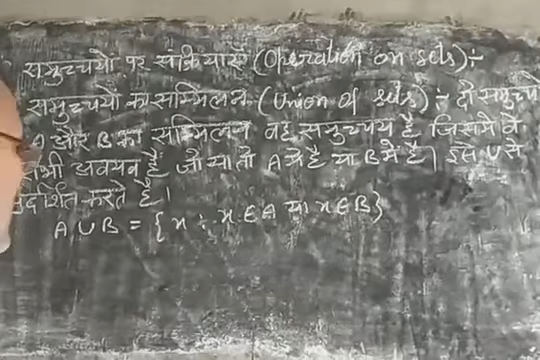 समुच्चयों पर संक्रियाएँ (Operation on sets) :-
समुच्चयों का सम्मिलन (Union of sets) :- दो समुच्चयों
A और B का सम्मिलन वह समुच्चय है जिसमें वे
सभी अवयव हैं जो या तो A में है या B में है। इसे U से
प्रदर्शित करते हैं।
A ∪ B = {x : x ∈ A या x ∈ B}